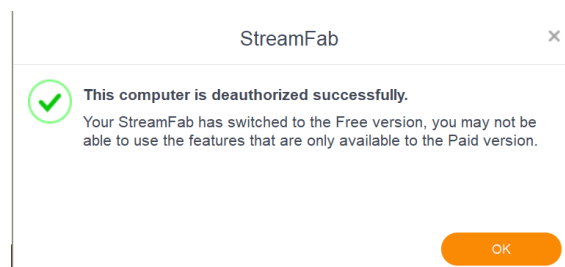 StreamFab
This computer is deauthorized successfully.
Your StreamFab has switched to the Free version, you may not be
able to use the features that are only available to the Paid version.
OK